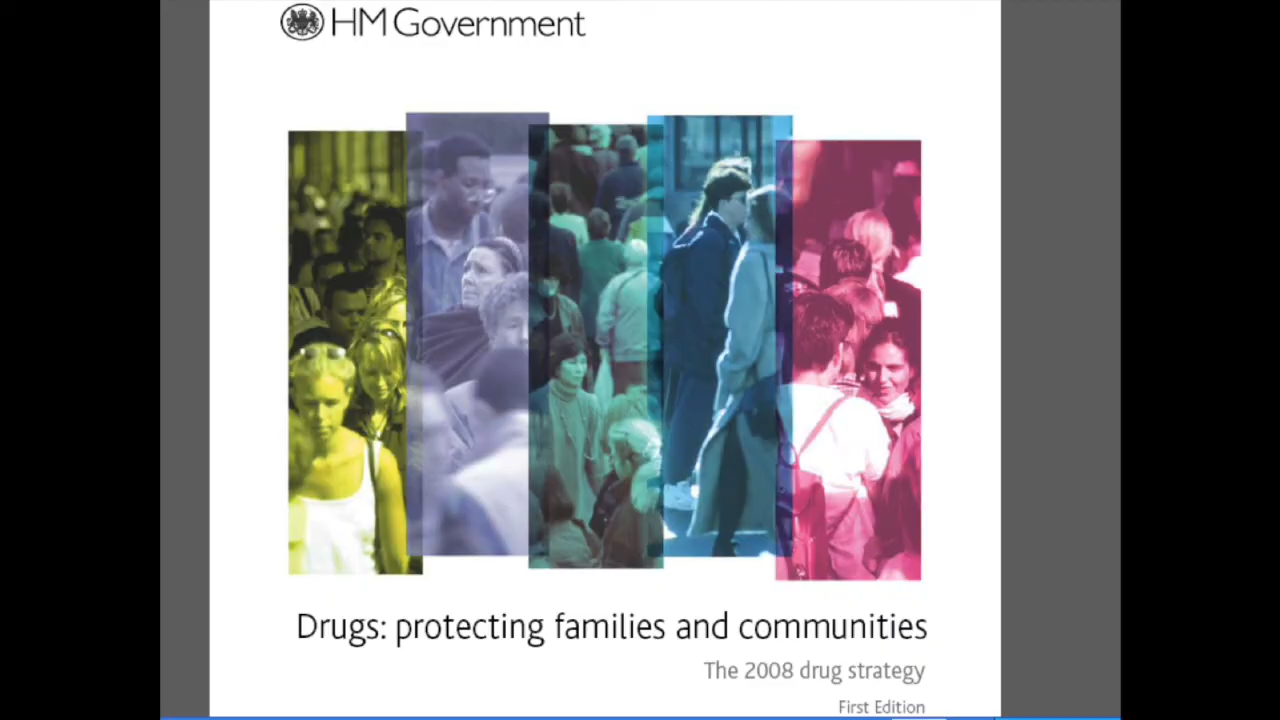 HM Government
Drugs: protecting families and communities
The 2008 drug strategy
First Edition